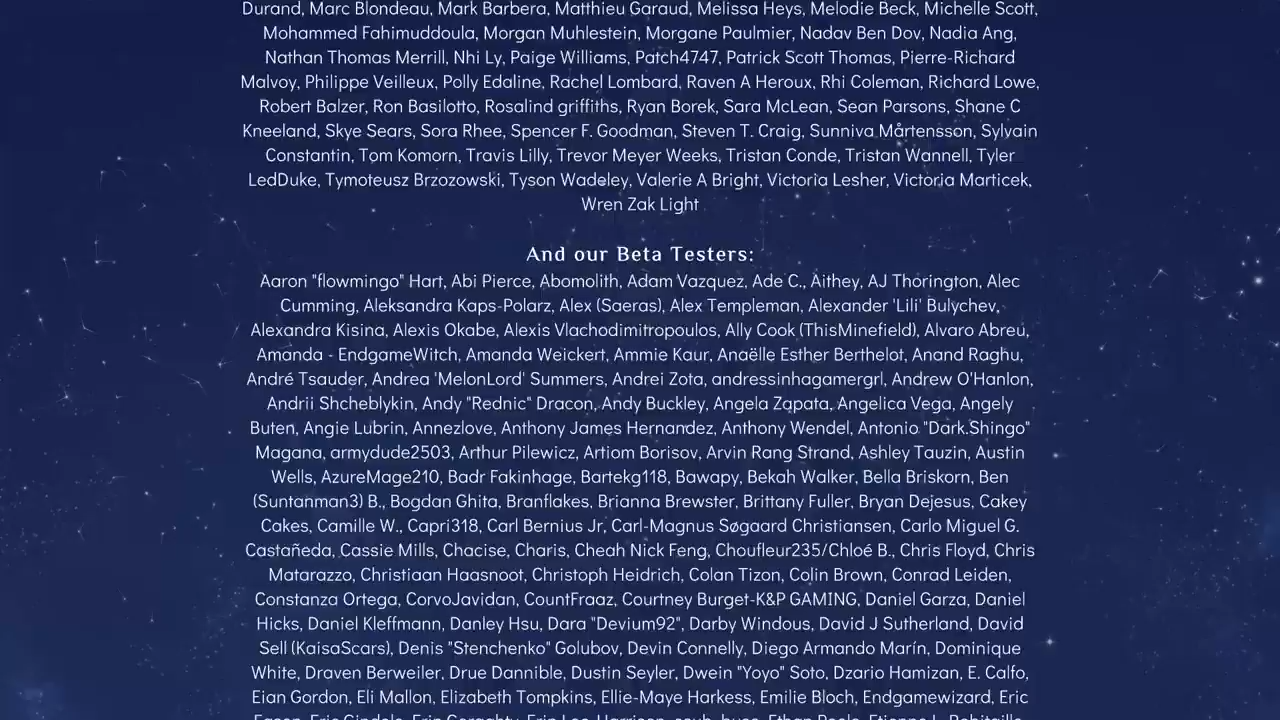 Durand, Marc Blondeau, Mark Barbera, Matthieu Garaud, Melissa Heys, Melodie Beck, Michelle Scott,
Mohammed Fahimuddoula, Morgan Muhlestein, Morgane Paulmier, Nadav Ben Dov, Nadia Ang,
Nathan Thomas Merrill, Nhi Ly, Paige Williams, Patch4747, Patrick Scott Thomas, Pierre-Richard
Malvoy, Philippe Veilleux, Polly Edaline, Rachel Lombard, Raven A Heroux, Rhi Coleman, Richard Lowe,
Robert Balzer, Ron Basilotto, Rosalind griffiths, Ryan Borek, Sara McLean, Sean Parsons, Shane C
Kneeland, Skye Sears, Sora Rhee, Spencer F. Goodman, Steven T. Craig, Sunniva Mårtensson, Sylvain
Constantin, Tom Komorn, Travis Lilly, Trevor Meyer Weeks, Tristan Conde, Tristan Wannell, Tyler
LedDuke, Tymoteusz Brzozowski, Tyson Wadeley, Valerie A Bright, Victoria Lesher, Victoria Marticek,
Wren Zak Light
And our Beta Testers:
Aaron "flowmingo" Hart, Abi Pierce, Abomolith, Adam Vazquez, Ade C., Aithey, AJ Thorington, Alec
Cumming, Aleksandra Kaps-Polarz, Alex (Saeras), Alex Templeman, Alexander 'Lili' Bulychev,
Alexandra Kisina, Alexis Okabe, Alexis Vlachodimitropoulos, Ally Cook (ThisMinefield), Alvaro Abreu,
Amanda - EndgameWitch, Amanda Weickert, Ammie Kaur, Anaëlle Esther Berthelot, Anand Raghu,
André Tsauder, Andrea 'MelonLord' Summers, Andrei Zota, andressinhagamergrl, Andrew O'Hanlon,
Andrii Shcheblykin, Andy "Rednic" Dracon, Andy Buckley, Angela Zapata, Angelica Vega, Angely
Buten, Angie Lubrin, Annezlove, Anthony James Hernandez, Anthony Wendel, Antonio "Dark.Shingo"
Magana, armydude2503, Arthur Pilewicz, Artiom Borisov, Arvin Rang Strand, Ashley Tauzin, Austin
Wells, AzureMage210, Badr Fakinhage, Bartekg118, Bawapy, Bekah Walker, Bella Briskorn, Ben
(Suntanman3) B., Bogdan Ghita, Branflakes, Brianna Brewster, Brittany Fuller, Bryan Dejesus, Cakey
Cakes, Camille W., Capri318, Carl Bernius Jr, Carl-Magnus Søgaard Christiansen, Carlo Miguel G.
Castañeda, Cassie Mills, Chacise, Charis, Cheah Nick Feng, Choufleur235/Chloé B., Chris Floyd, Chris
Matarazzo, Christiaan Haasnoot, Christoph Heidrich, Colan Tizon, Colin Brown, Conrad Leiden,
Constanza Ortega, CorvoJavidan, CountFraaz, Courtney Burget-K&P GAMING, Daniel Garza, Daniel
Hicks, Daniel Kleffmann, Danley Hsu, Dara "Devium92", Darby Windous, David J Sutherland, David
Sell (KaisaScars), Denis "Stenchenko" Golubov, Devin Connelly, Diego Armando Marín, Dominique
White, Draven Berweiler, Drue Dannible, Dustin Seyler, Dwein "Yoyo" Soto, Dzario Hamizan, E. Calfo,
Eian Gordon, Eli Mallon, Elizabeth Tompkins, Ellie-Maye Harkess, Emilie Bloch, Endgamewizard, Eric